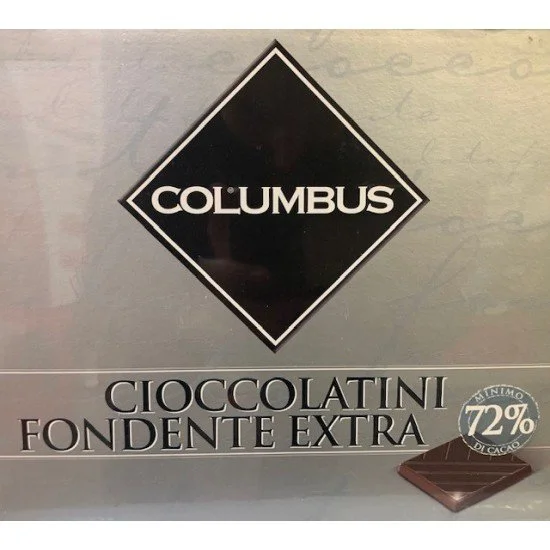 COLUMBUS
®
CIOCCOLATINI
FONDENTE EXTRA
MINIMO
72%
DI CACAO